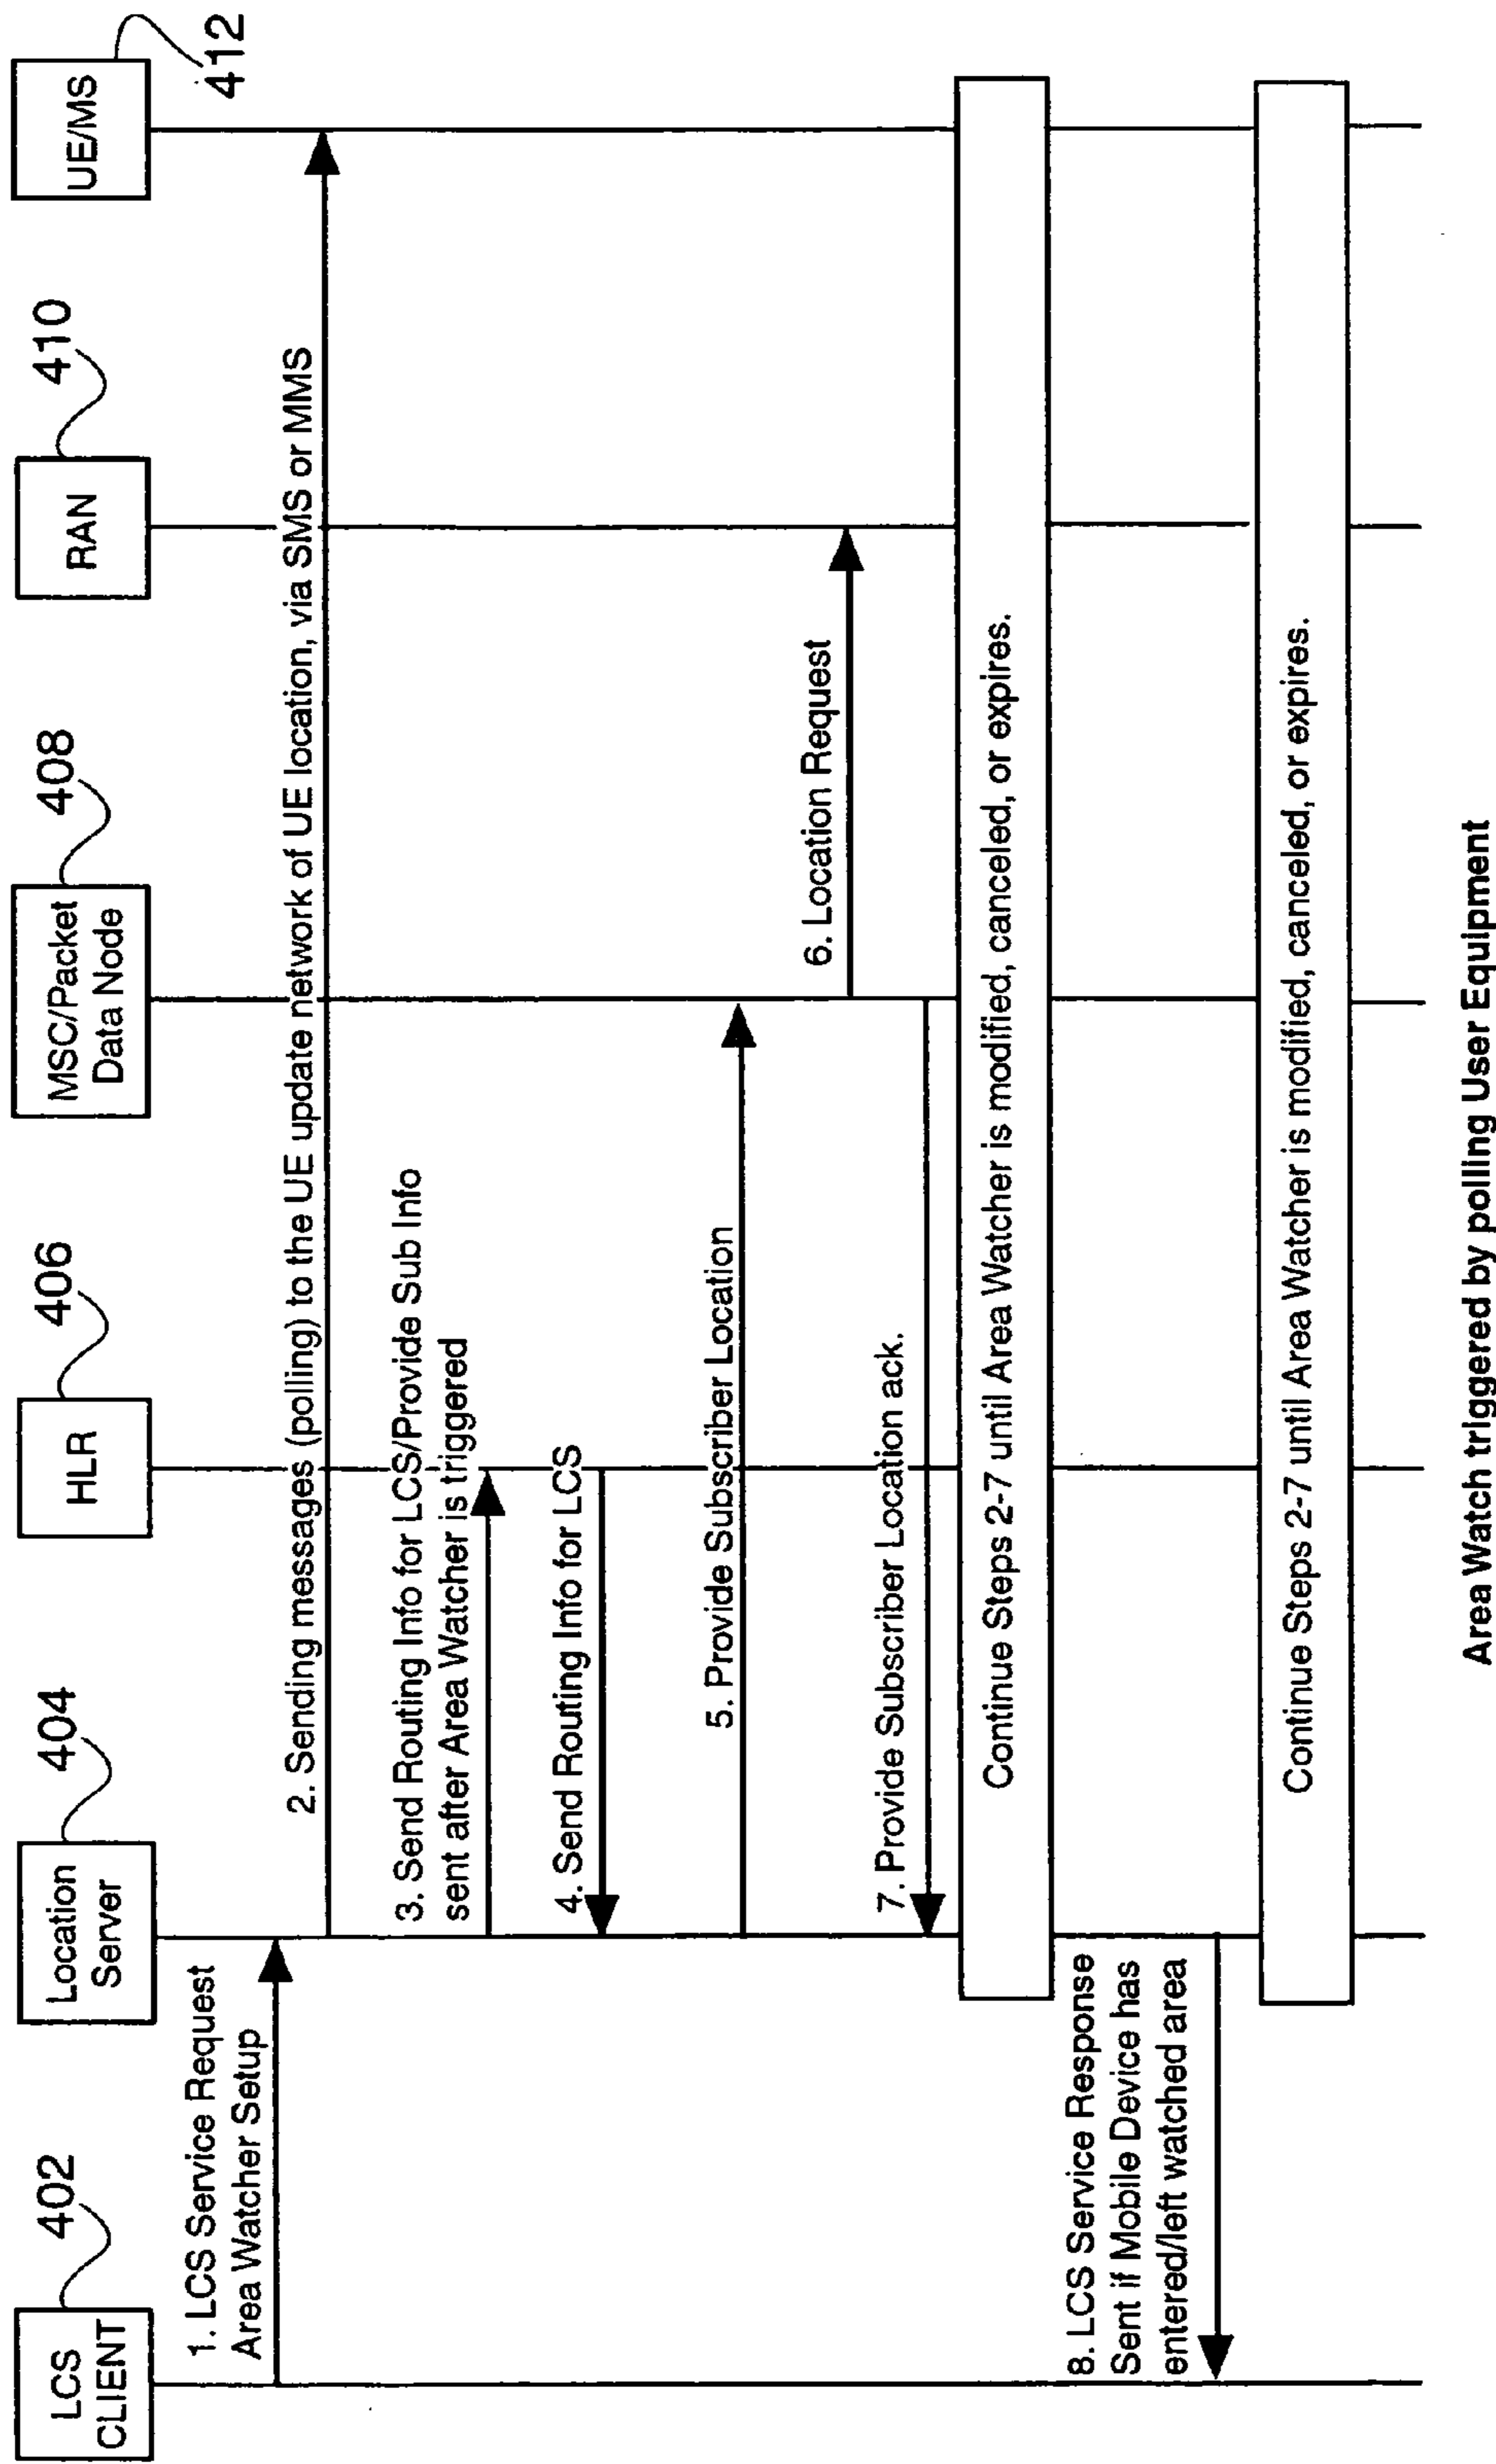 402
404
406
408
410
412
LCS
CLIENT
Location
Server
HLR
MSC/Packet
Data Node
RAN
UE/MS
1. LCS Service Request
Area Watcher Setup
2. Sending messages (polling) to the UE update network of UE location, via SMS or MMS
3. Send Routing Info for LCS/Provide Sub Info
sent after Area Watcher is triggered
4. Send Routing Info for LCS
5. Provide Subscriber Location
6. Location Request
7. Provide Subscriber Location ack.
Continue Steps 2-7 until Area Watcher is modified, canceled, or expires.
8. LCS Service Response
Sent if Mobile Device has
entered/left watched area
Continue Steps 2-7 until Area Watcher is modified, canceled, or expires.
Area Watch triggered by polling User Equipment